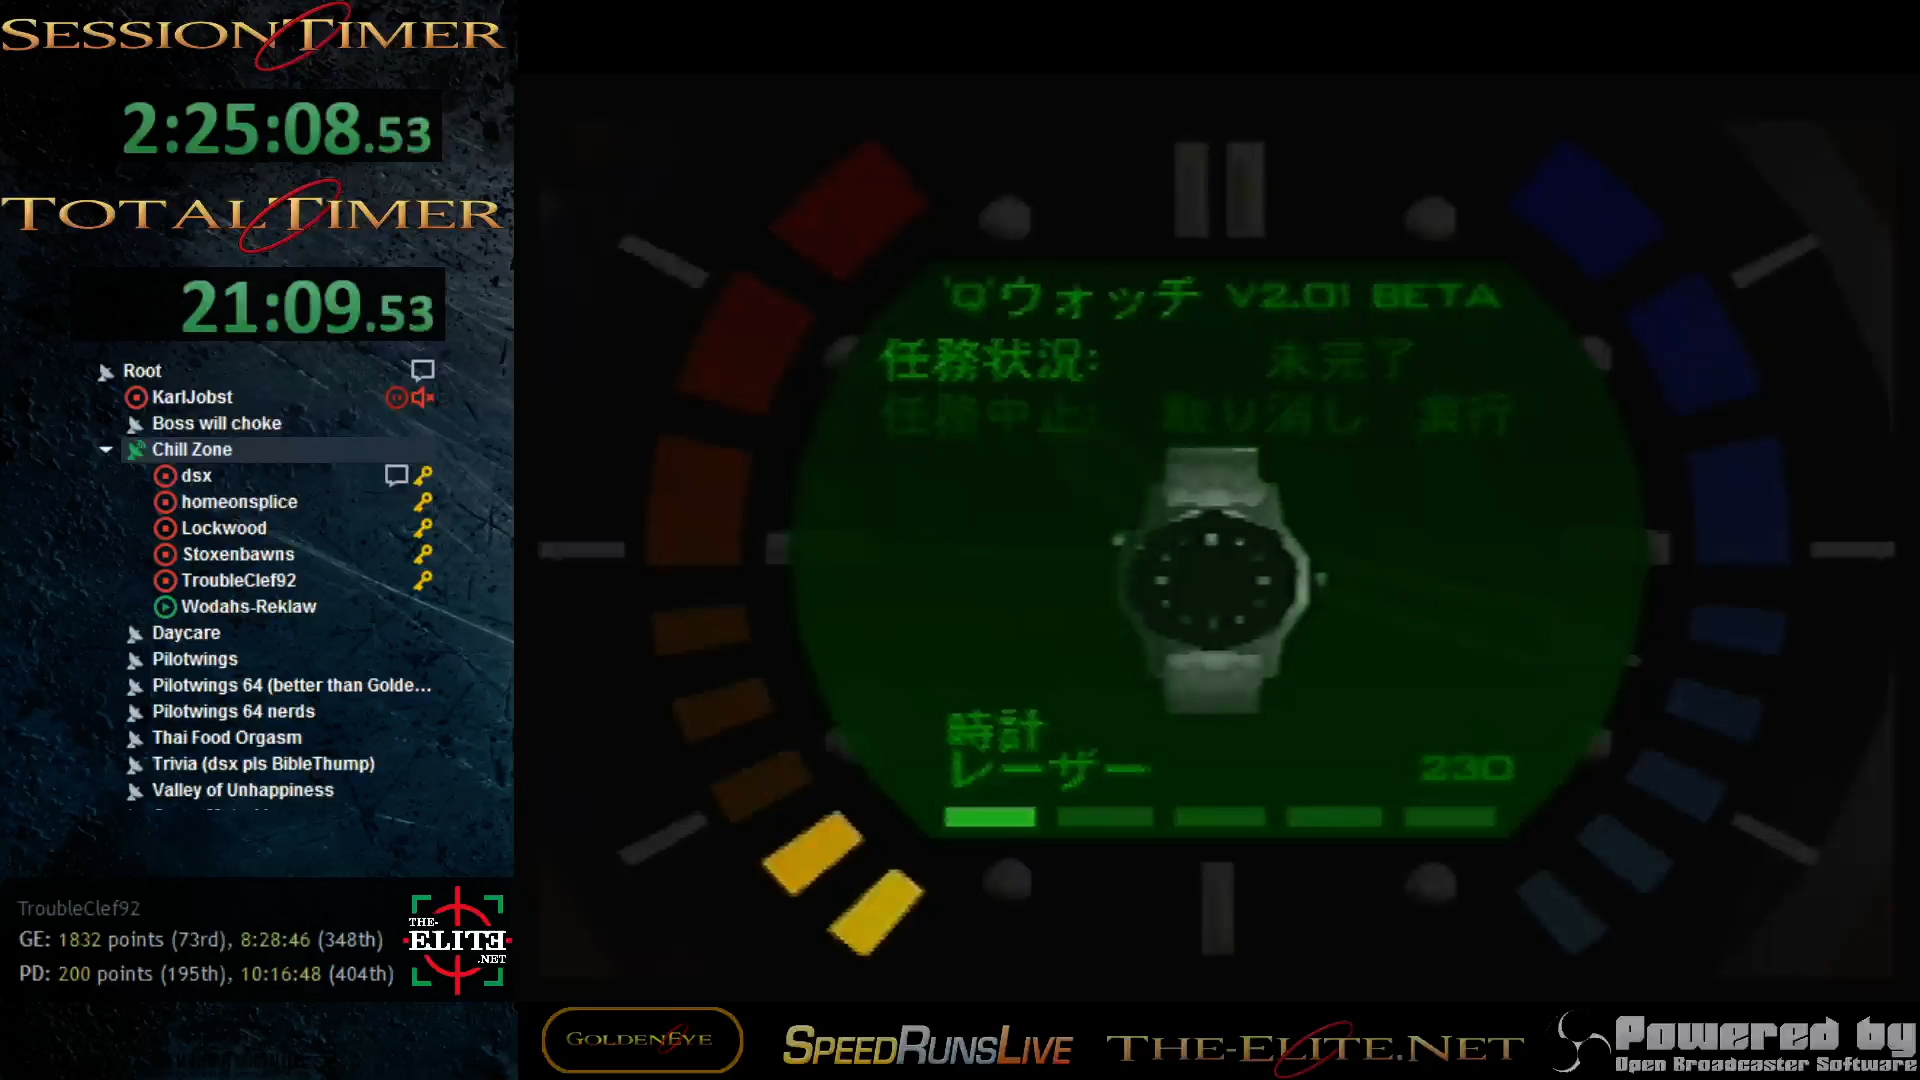 SESSION TIMER
2:25:08.53
TOTAL TIMER
21:09.53
Root
KarlJobst
Boss will choke
Chill Zone
dsx
homeonsplice
Lockwood
Stoxenbawns
TroubleClef92
Wodahs-Reklaw
Daycare
Pilotwings
Pilotwings 64 (better than Golde...
Pilotwings 64 nerds
Thai Food Orgasm
Trivia (dsx pls BibleThump)
Valley of Unhappiness
TroubleClef92
GE: 1832 points (73rd), 8:28:46 (348th)
PD: 200 points (195th), 10:16:48 (404th)
THE-
ELITE
.NET
'Q'ウォッチ V2.01 BETA
任務状況: 未完了
任務中止: 取り消し 実行
時計
レーザー 230
GOLDENEYE
SPEEDRUNSLIVE
THE-ELITE.NET
Powered by
Open Broadcaster Software